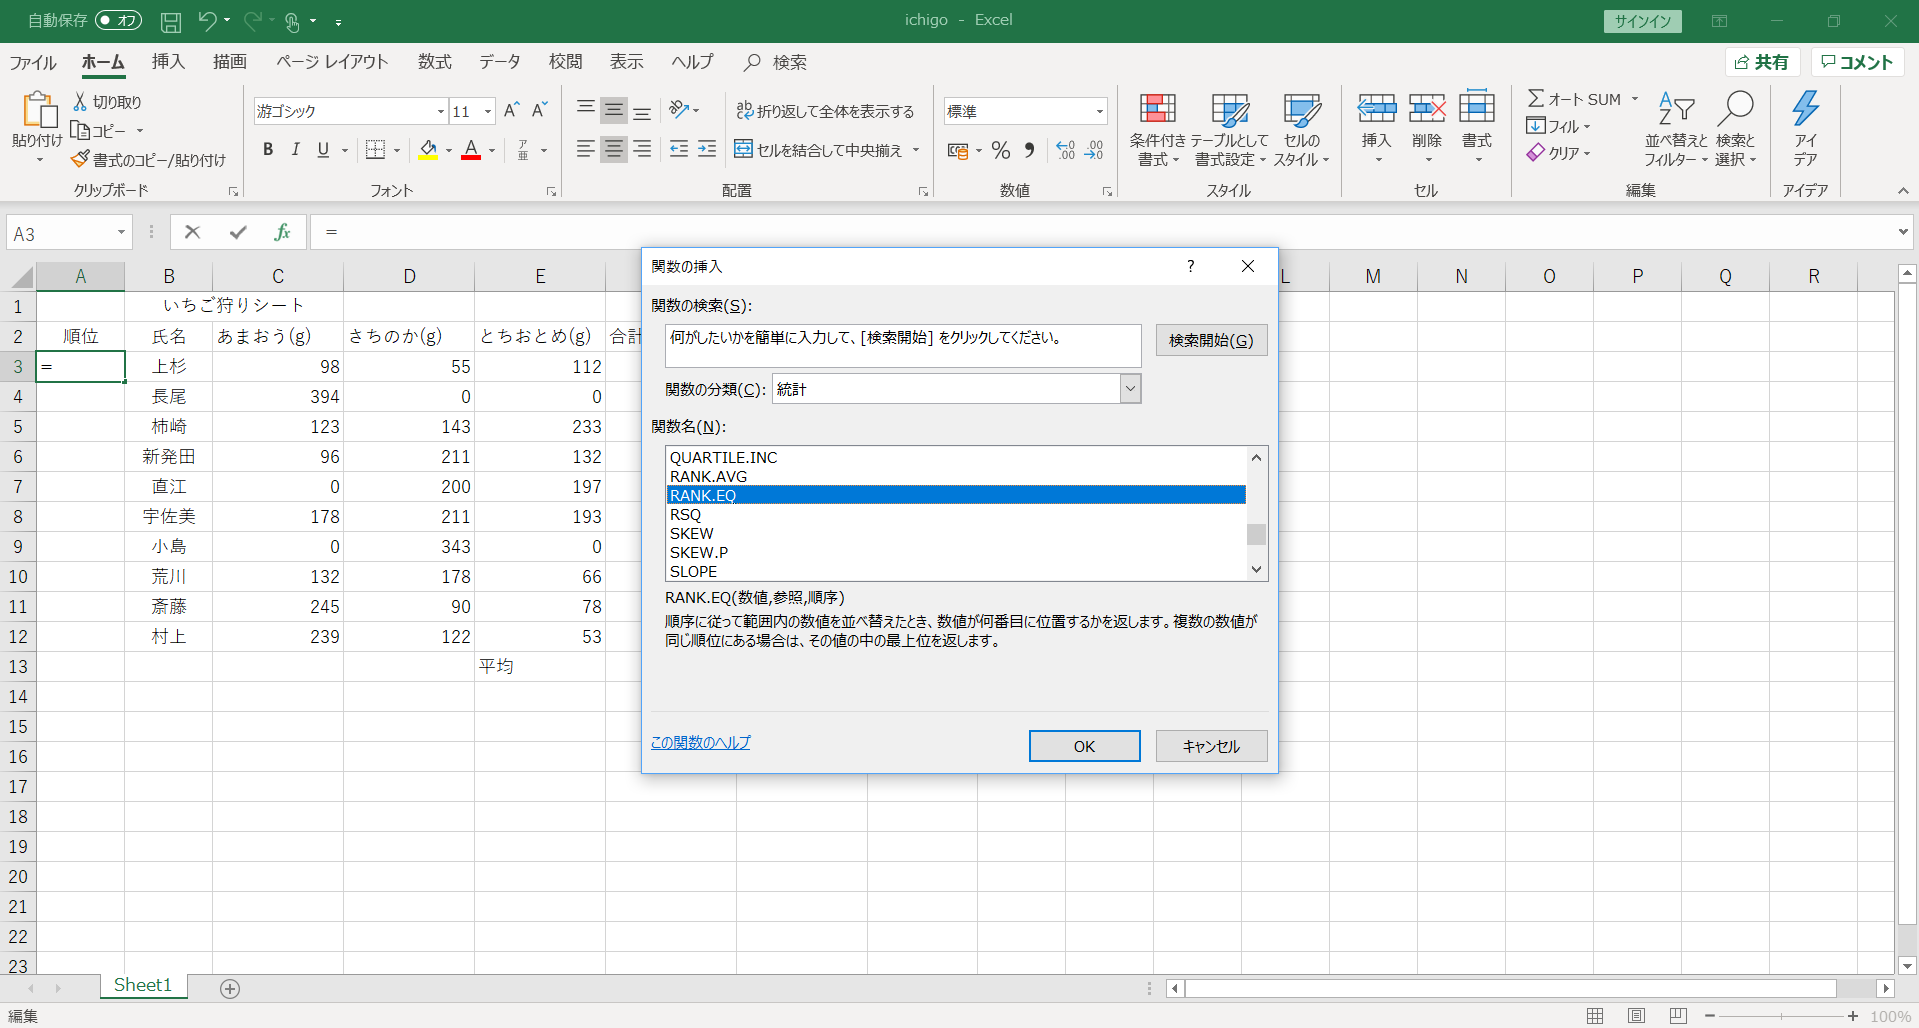 自動保存 オフ
ichigo - Excel
サインイン
ファイル ホーム 挿入 描画 ページ レイアウト 数式 データ 校閲 表示 ヘルプ 検索
共有 コメント
貼り付け
切り取り
コピー
書式のコピー/貼り付け
クリップボード
游ゴシック 11
B I U
フォント
折り返して全体を表示する
セルを結合して中央揃え
配置
標準
数値
条件付き書式
テーブルとして書式設定
セルのスタイル
スタイル
挿入 削除 書式
セル
オート SUM
フィル
クリア
並べ替えとフィルター
検索と選択
編集
アイデア
アイデア
A3
fx
=
A B C D E L M N O P Q R
1 いちご狩りシート
2 順位 氏名 あまおう(g) さちのか(g) とちおとめ(g) 合計
3 = 上杉 98 55 112
4 長尾 394 0 0
5 柿崎 123 143 233
6 新発田 96 211 132
7 直江 0 200 197
8 宇佐美 178 211 193
9 小島 0 343 0
10 荒川 132 178 66
11 斎藤 245 90 78
12 村上 239 122 53
13 平均
14
15
16
17
18
19
20
21
22
23
関数の挿入 ?
関数の検索(S):
何がしたいかを簡単に入力して、[検索開始] をクリックしてください。
検索開始(G)
関数の分類(C): 統計
関数名(N):
QUARTILE.INC
RANK.AVG
RANK.EQ
RSQ
SKEW
SKEW.P
SLOPE
RANK.EQ(数値,参照,順序)
順序に従って範囲内の数値を並べ替えたとき、数値が何番目に位置するかを返します。複数の数値が
同じ順位にある場合は、その値の中の最上位を返します。
この関数のヘルプ
OK キャンセル
Sheet1
編集
100%